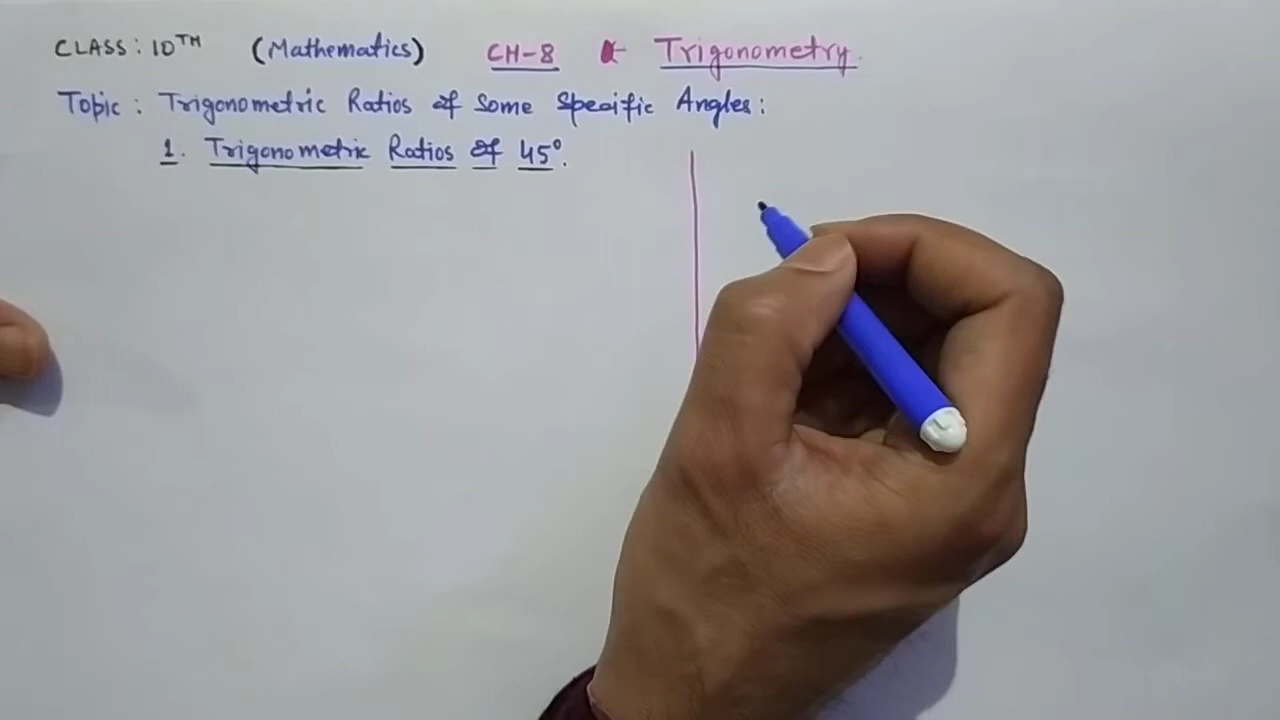 CLASS: 10TH (Mathematics) CH-8 Trigonometry.
Topic: Trigonometric Ratios of Some Specific Angles:
1. Trigonometric Ratios of 45°.